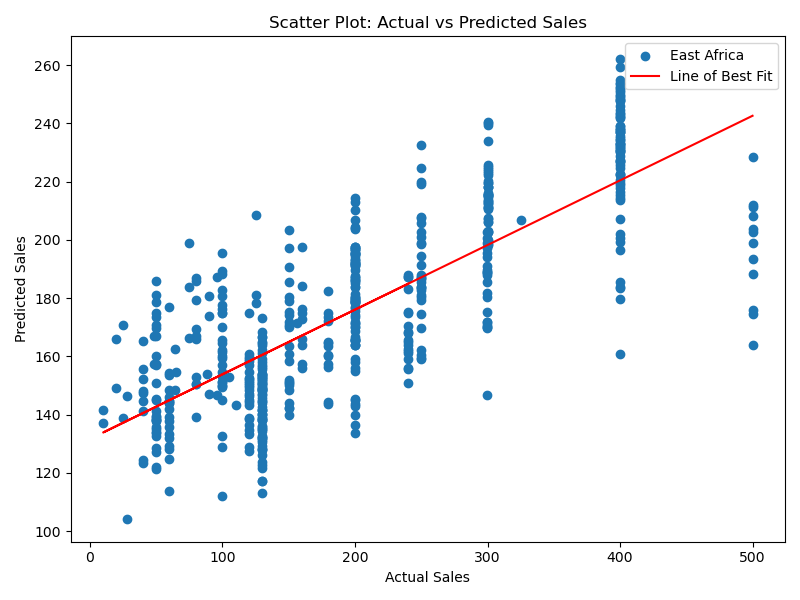 Scatter Plot: Actual vs Predicted Sales
East Africa
Line of Best Fit
Predicted Sales
260
240
220
200
180
160
140
120
100
0 100 200 300 400 500
Actual Sales